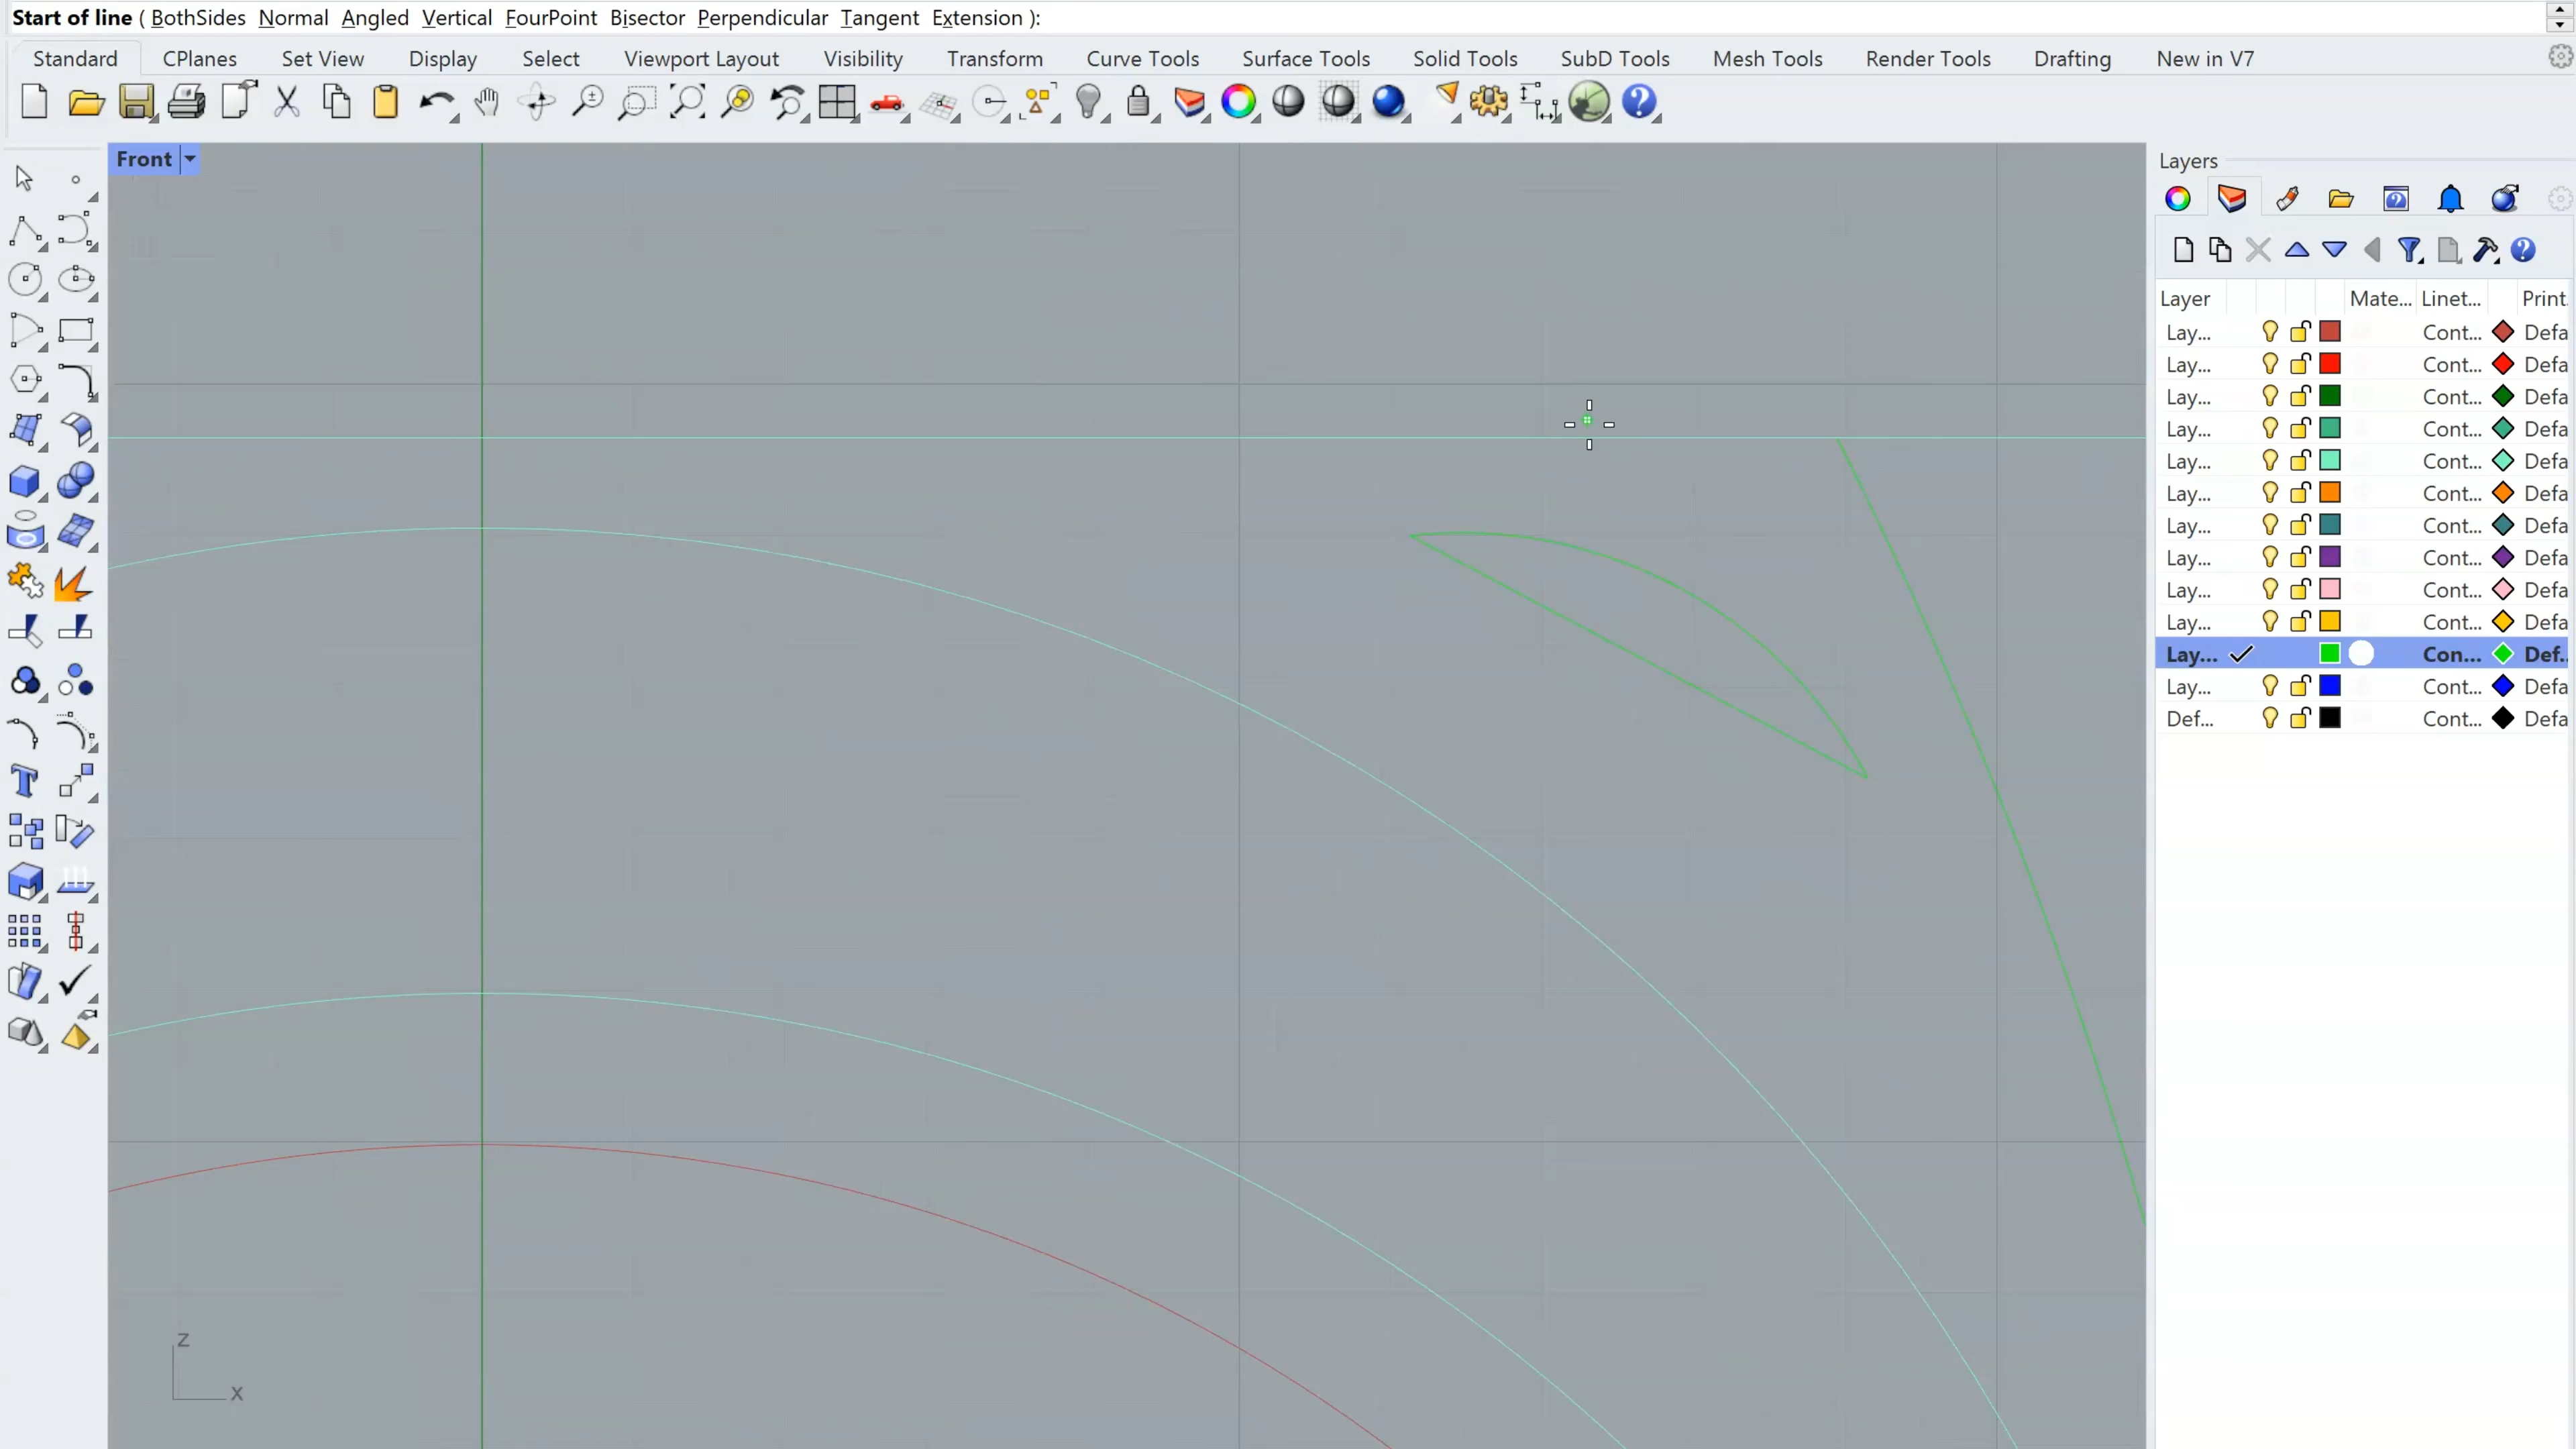 Start of line ( BothSides Normal Angled Vertical FourPoint Bisector Perpendicular Tangent Extension ):
Standard CPlanes Set View Display Select Viewport Layout Visibility Transform Curve Tools Surface Tools Solid Tools SubD Tools Mesh Tools Render Tools Drafting New in V7
Front
Layers
Layer Mate... Linet... Print
Lay... Cont... Defa
Lay... Cont... Defa
Lay... Cont... Defa
Lay... Cont... Defa
Lay... Cont... Defa
Lay... Cont... Defa
Lay... Cont... Defa
Lay... Cont... Defa
Lay... Cont... Defa
Lay... Cont... Defa
Lay... Con... Def...
Lay... Cont... Defa
Def... Cont... Defa
z
x